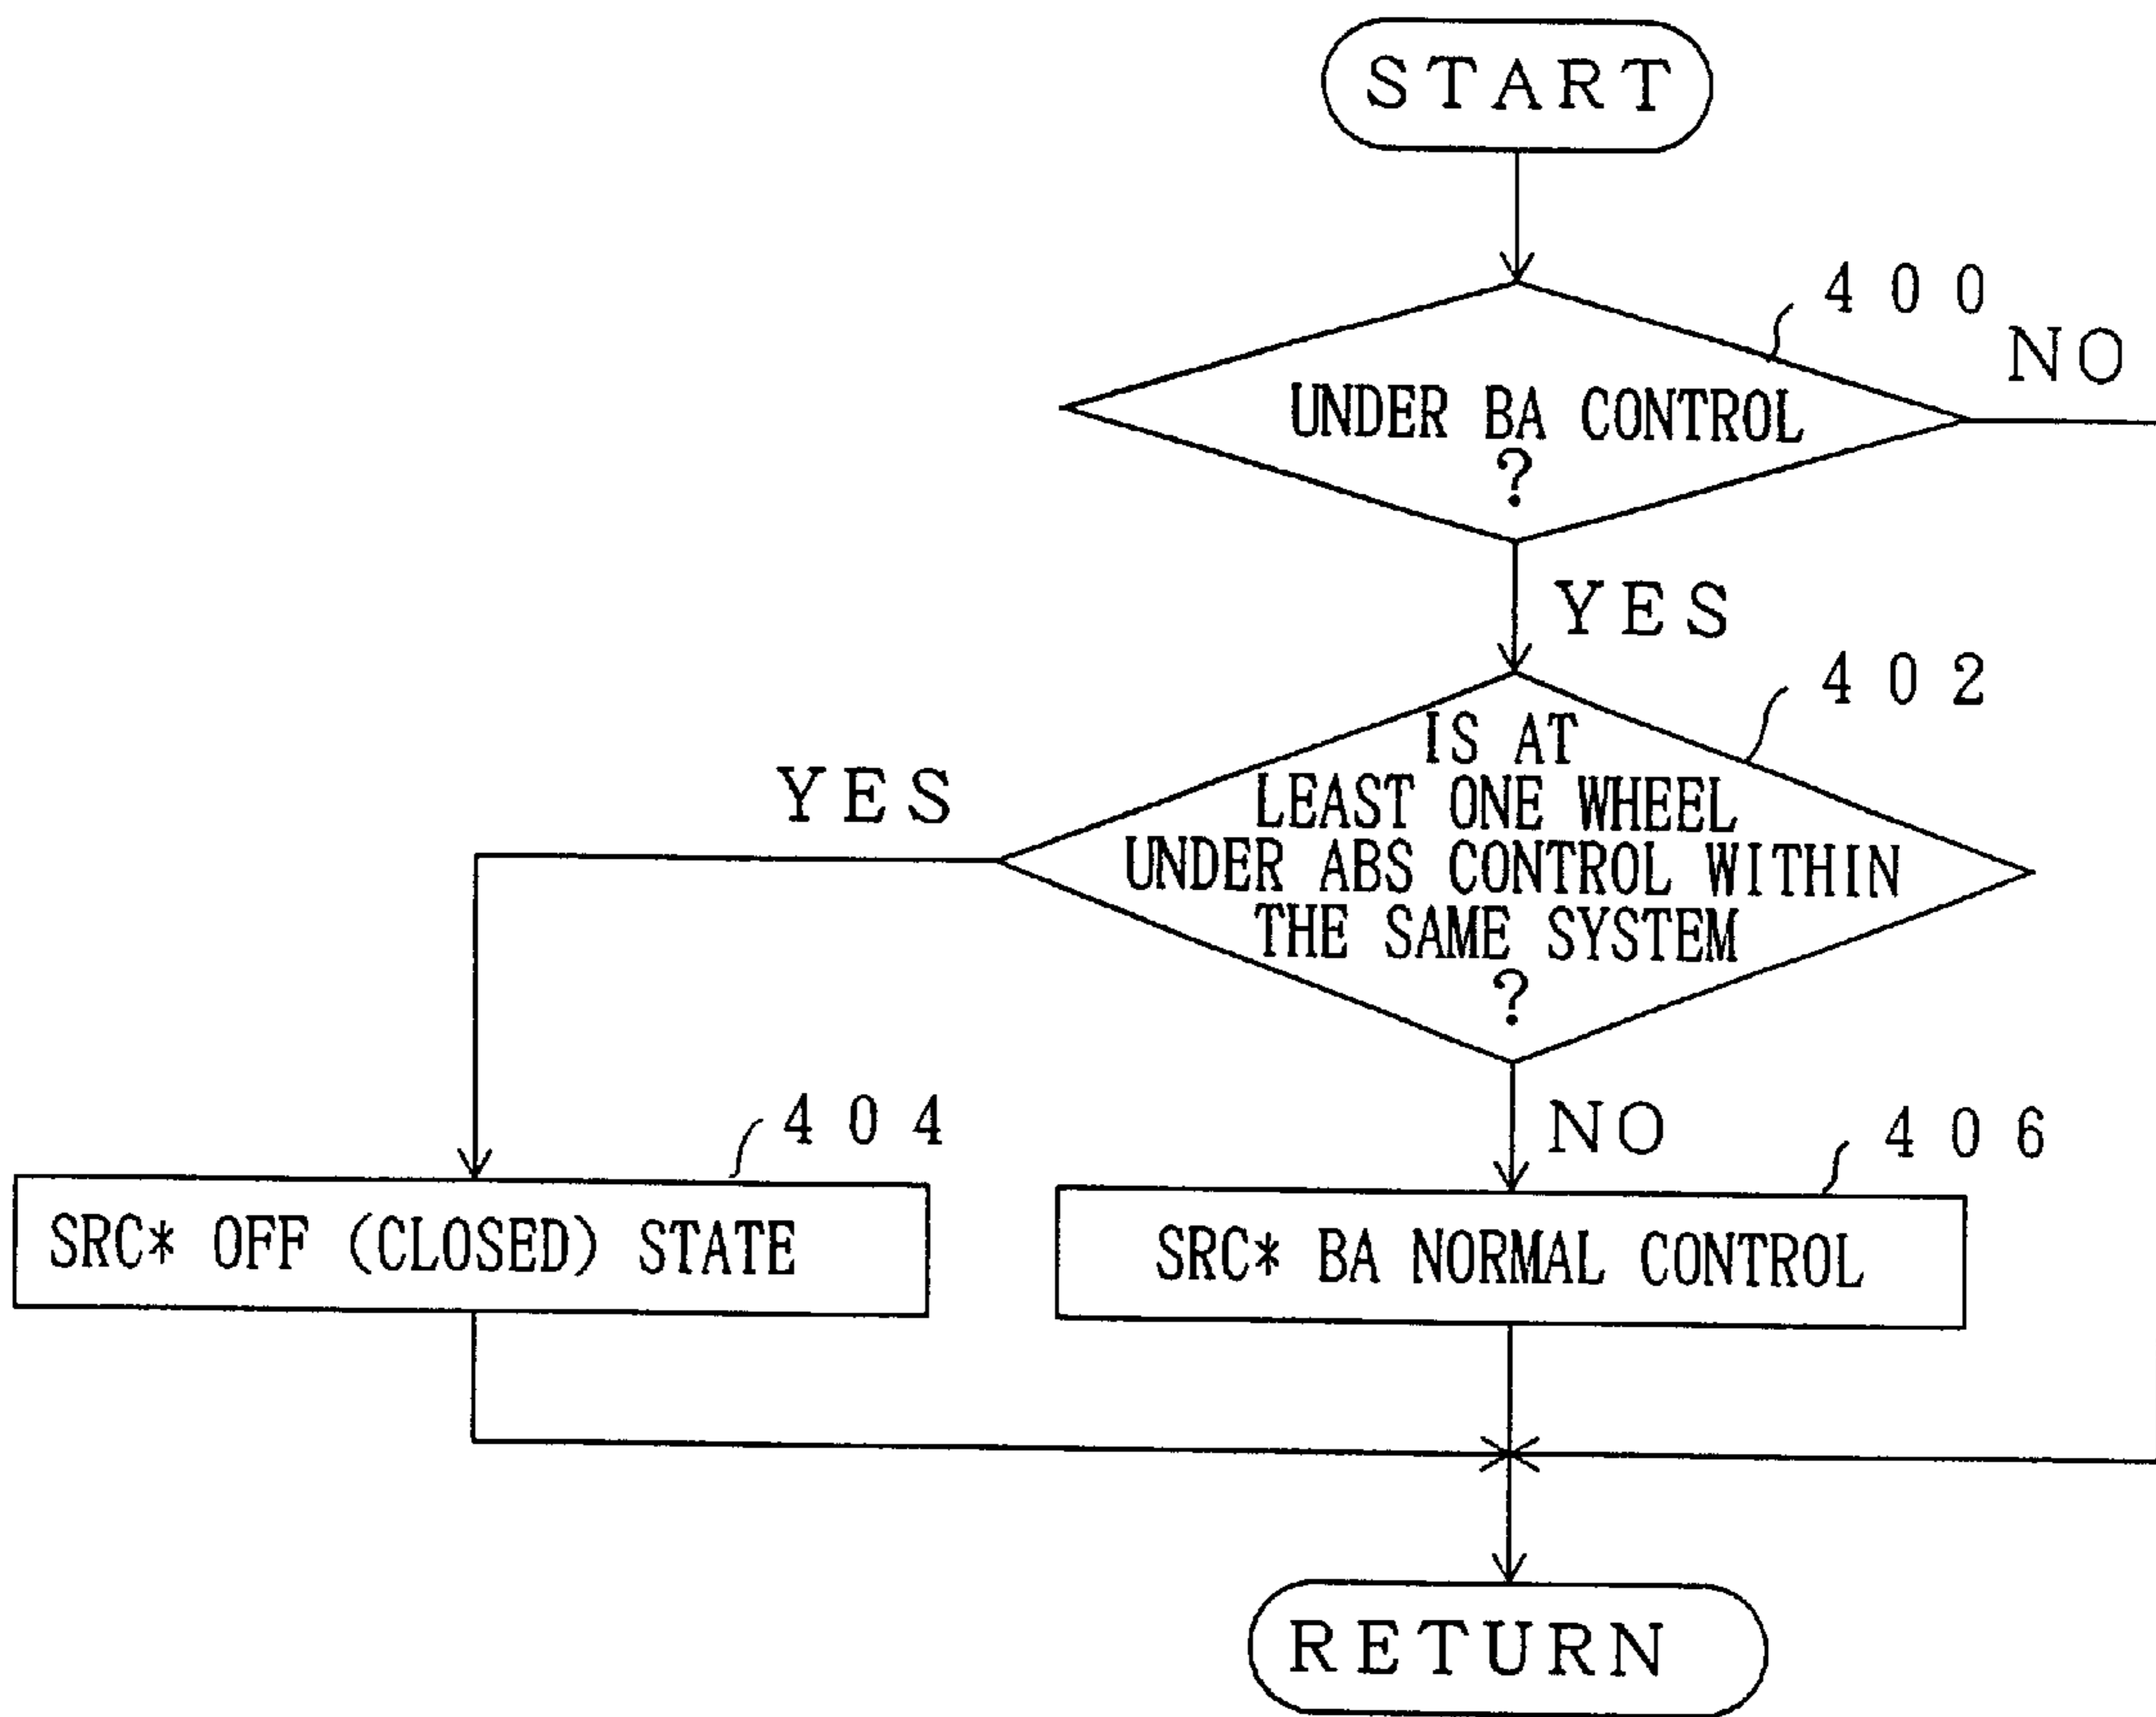 START
400
NO
UNDER BA CONTROL
?
YES
402
IS AT
LEAST ONE WHEEL
UNDER ABS CONTROL WITHIN
THE SAME SYSTEM
?
YES
NO
404
406
SRC* OFF (CLOSED) STATE
SRC* BA NORMAL CONTROL
RETURN